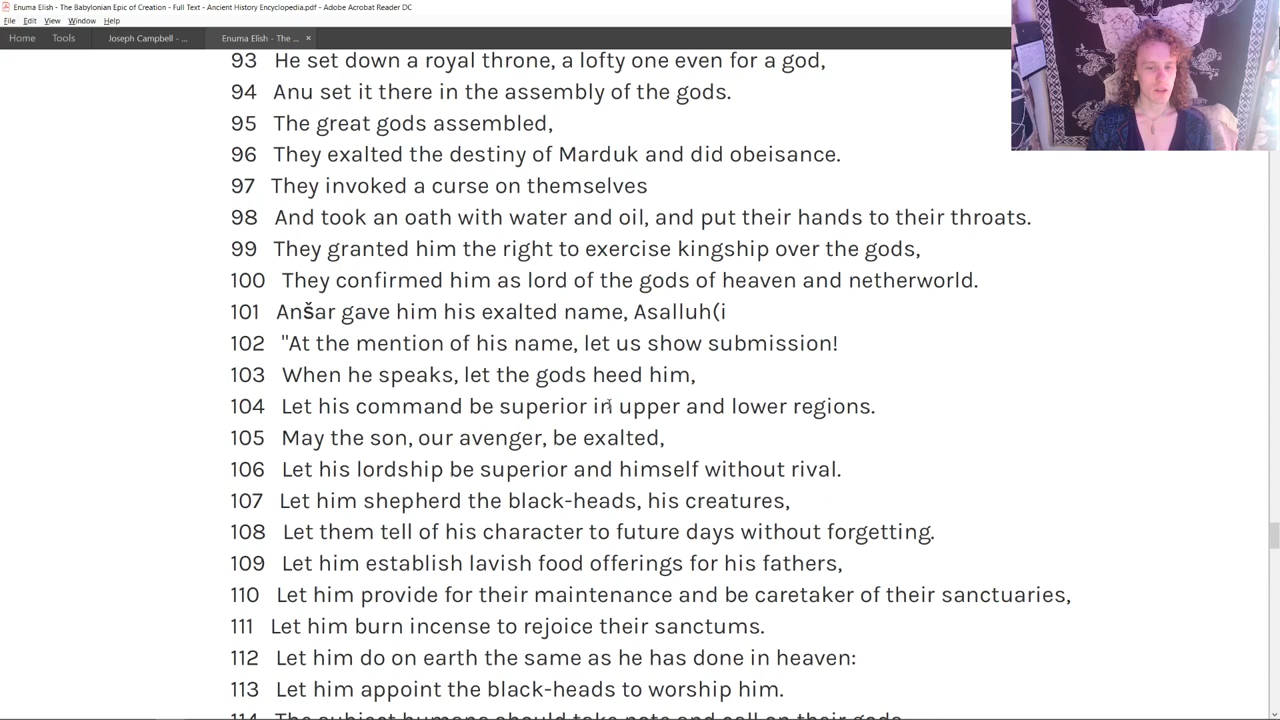 Enuma Elish - The Babylonian Epic of Creation - Full Text - Ancient History Encyclopedia.pdf - Adobe Acrobat Reader DC
File Edit View Window Help
Home Tools Joseph Campbell - ... Enuma Elish - The ... ×
93 He set down a royal throne, a lofty one even for a god,
94 Anu set it there in the assembly of the gods.
95 The great gods assembled,
96 They exalted the destiny of Marduk and did obeisance.
97 They invoked a curse on themselves
98 And took an oath with water and oil, and put their hands to their throats.
99 They granted him the right to exercise kingship over the gods,
100 They confirmed him as lord of the gods of heaven and netherworld.
101 Anšar gave him his exalted name, Asalluh(i
102 "At the mention of his name, let us show submission!
103 When he speaks, let the gods heed him,
104 Let his command be superior in upper and lower regions.
105 May the son, our avenger, be exalted,
106 Let his lordship be superior and himself without rival.
107 Let him shepherd the black-heads, his creatures,
108 Let them tell of his character to future days without forgetting.
109 Let him establish lavish food offerings for his fathers,
110 Let him provide for their maintenance and be caretaker of their sanctuaries,
111 Let him burn incense to rejoice their sanctums.
112 Let him do on earth the same as he has done in heaven:
113 Let him appoint the black-heads to worship him.
114 The subject humans should take note and call on their gods